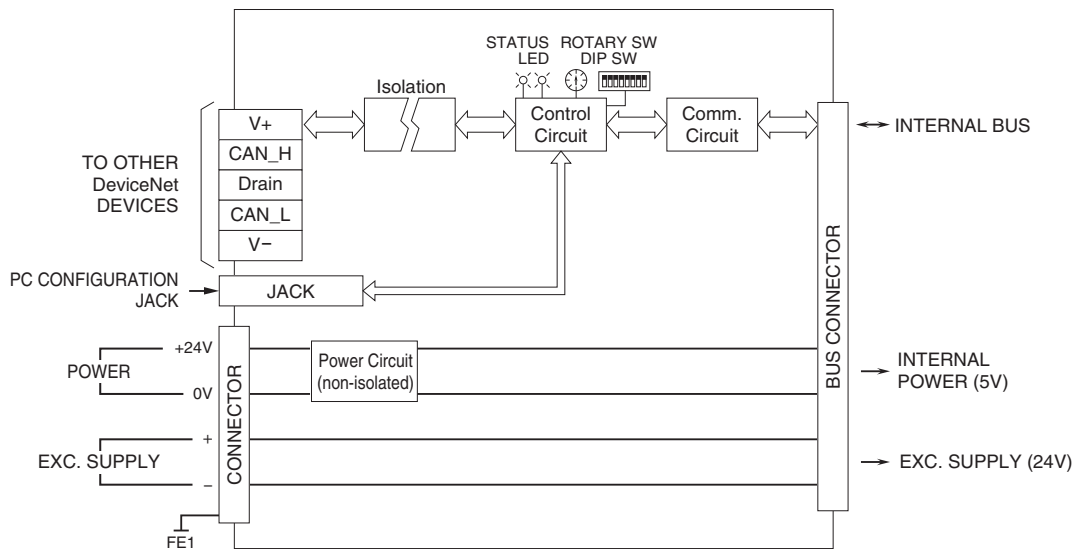 STATUS
LED
ROTARY SW
DIP SW
Isolation
Control
Circuit
Comm.
Circuit
INTERNAL BUS
TO OTHER
DeviceNet
DEVICES
V+
CAN_H
Drain
CAN_L
V−
PC CONFIGURATION
JACK
JACK
BUS CONNECTOR
CONNECTOR
POWER
+24V
0V
Power Circuit
(non-isolated)
INTERNAL
POWER (5V)
EXC. SUPPLY
+
−
EXC. SUPPLY (24V)
FE1